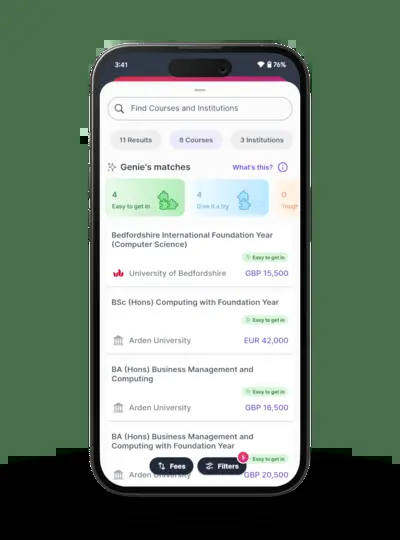 3:41
76%
Find Courses and Institutions
11 Results
8 Courses
3 Institutions
Genie's matches
What's this?
4
Easy to get in
4
Give it a try
0
Bedfordshire International Foundation Year
(Computer Science)
Easy to get in
University of Bedfordshire
GBP 15,500
BSc (Hons) Computing with Foundation Year
Easy to get in
Arden University
EUR 42,000
BA (Hons) Business Management and
Computing
Easy to get in
Arden University
GBP 16,500
BA (Hons) Business Management and
Computing with Foundation Year
Easy to get in
Arden University
GBP 20,500
Fees
Filters